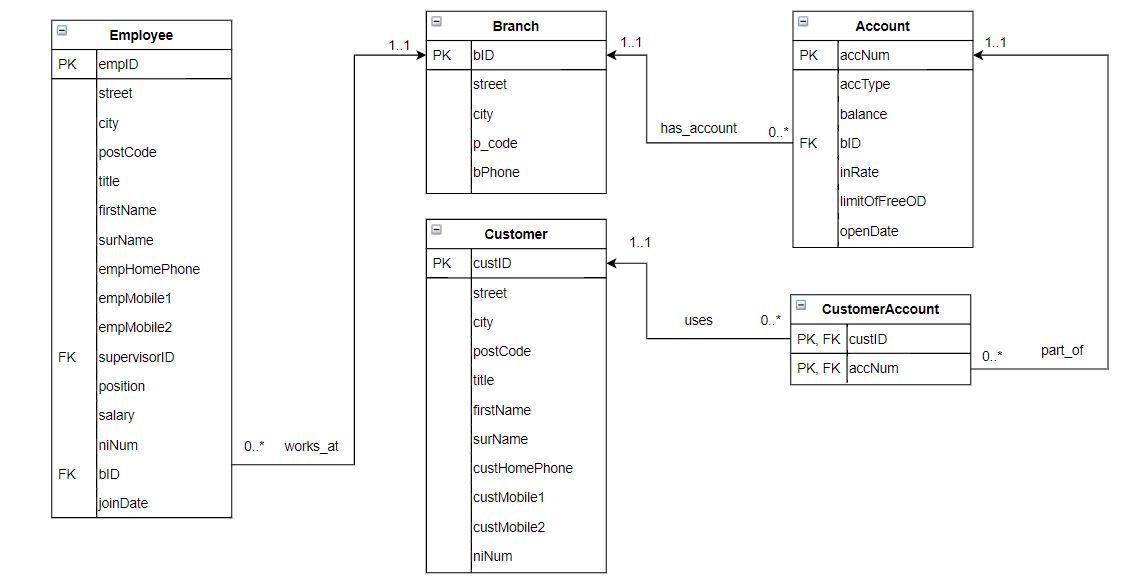 Employee
PK empID
street
city
postCode
title
firstName
surName
empHomePhone
empMobile1
empMobile2
FK supervisorID
position
salary
niNum
FK bID
joinDate
0..* works_at
1..1
Branch
PK bID
street
city
p_code
bPhone
1..1
has_account 0..*
Account
PK accNum
accType
balance
FK bID
inRate
limitOfFreeOD
openDate
1..1
Customer
PK custID
street
city
postCode
title
firstName
surName
custHomePhone
custMobile1
custMobile2
niNum
1..1
uses 0..*
CustomerAccount
PK, FK custID
PK, FK accNum
0..* part_of